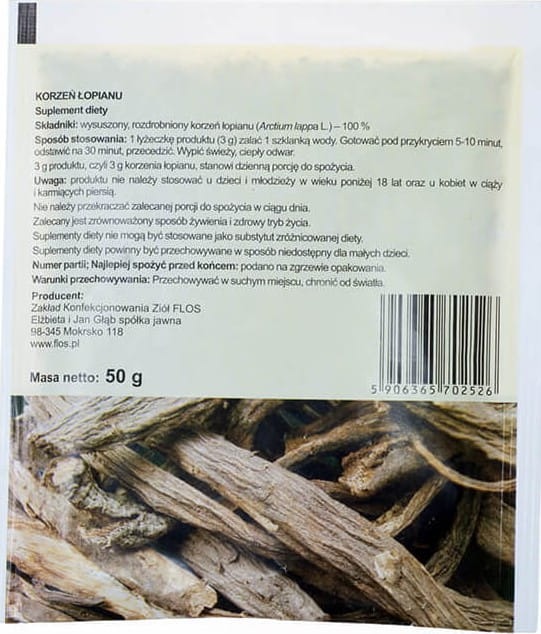 KORZEŃ ŁOPIANU
Suplement diety
Składniki: wysuszony, rozdrobniony korzeń łopianu (Arctium lappa L.) – 100 %
Sposób stosowania: 1 łyżeczkę produktu (3 g) zalać 1 szklanką wody. Gotować pod przykryciem 5-10 minut,
odstawić na 30 minut, przecedzić. Wypić świeży, ciepły odwar.
3 g produktu, czyli 3 g korzenia łopianu, stanowi dzienną porcję do spożycia.
Uwaga: produktu nie należy stosować u dzieci i młodzieży w wieku poniżej 18 lat oraz u kobiet w ciąży
i karmiących piersią.
Nie należy przekraczać zalecanej porcji do spożycia w ciągu dnia.
Zalecany jest zrównoważony sposób żywienia i zdrowy tryb życia.
Suplementy diety nie mogą być stosowane jako substytut zróżnicowanej diety.
Suplementy diety powinny być przechowywane w sposób niedostępny dla małych dzieci.
Numer partii; Najlepiej spożyć przed końcem: podano na zgrzewie opakowania.
Warunki przechowywania: Przechowywać w suchym miejscu, chronić od światła.
Producent:
Zakład Konfekcjonowania Ziół FLOS
Elżbieta i Jan Głąb spółka jawna
98-345 Mokrsko 118
www.flos.pl
Masa netto: 50 g
5 906365 702526